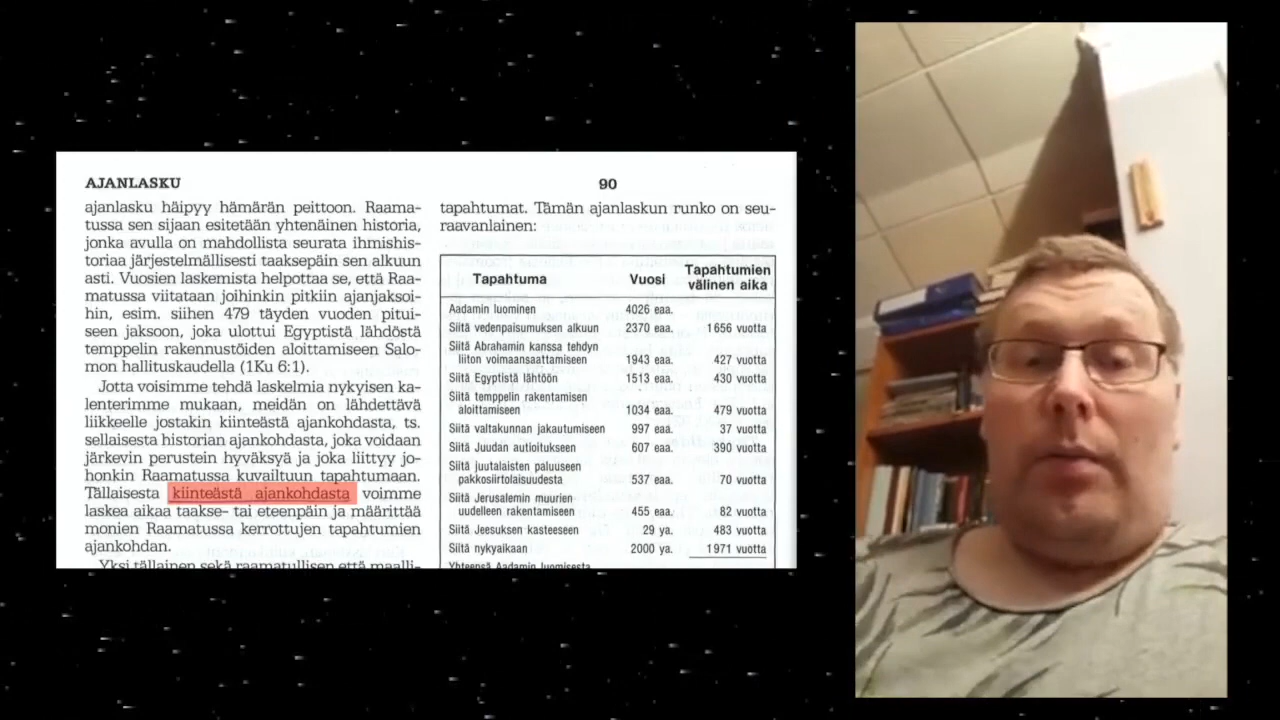 AJANLASKU
90
ajanlasku häipyy hämärän peittoon. Raama-
tussa sen sijaan esitetään yhtenäinen historia,
jonka avulla on mahdollista seurata ihmishis-
toriaa järjestelmällisesti taaksepäin sen alkuun
asti. Vuosien laskemista helpottaa se, että Raa-
matussa viitataan joihinkin pitkiin ajanjaksoi-
hin, esim. siihen 479 täyden vuoden pitui-
seen jaksoon, joka ulottui Egyptistä lähdöstä
temppelin rakennustöiden aloittamiseen Salo-
mon hallituskaudella (1Ku 6:1).
Jotta voisimme tehdä laskelmia nykyisen ka-
lenterimme mukaan, meidän on lähdettävä
liikkeelle jostakin kiinteästä ajankohdasta, ts.
sellaisesta historian ajankohdasta, joka voidaan
järkevin perustein hyväksyä ja joka liittyy jo-
honkin Raamatussa kuvailtuun tapahtumaan.
Tällaisesta kiinteästä ajankohdasta voimme
laskea aikaa taakse- tai eteenpäin ja määrittää
monien Raamatussa kerrottujen tapahtumien
ajankohdan.
Yksi tällainen sekä raamatullisen että maalli-
tapahtumat. Tämän ajanlaskun runko on seu-
raavanlainen:
Tapahtuma Vuosi Tapahtumien
välinen aika
Aadamin luominen 4026 eaa.
Siitä vedenpaisumuksen alkuun 2370 eaa. 1656 vuotta
Siitä Abrahamin kanssa tehdyn
liiton voimaansaattamiseen 1943 eaa. 427 vuotta
Siitä Egyptistä lähtöön 1513 eaa. 430 vuotta
Siitä temppelin rakentamisen
aloittamiseen 1034 eaa. 479 vuotta
Siitä valtakunnan jakautumiseen 997 eaa. 37 vuotta
Siitä Juudan autioitukseen 607 eaa. 390 vuotta
Siitä juutalaisten paluuseen
pakkosiirtolaisuudesta 537 eaa. 70 vuotta
Siitä Jerusalemin muurien
uudelleen rakentamiseen 455 eaa. 82 vuotta
Siitä Jeesuksen kasteeseen 29 ya. 483 vuotta
Siitä nykyaikaan 2000 ya. 1971 vuotta
Yhteensä Aadamin luomisesta